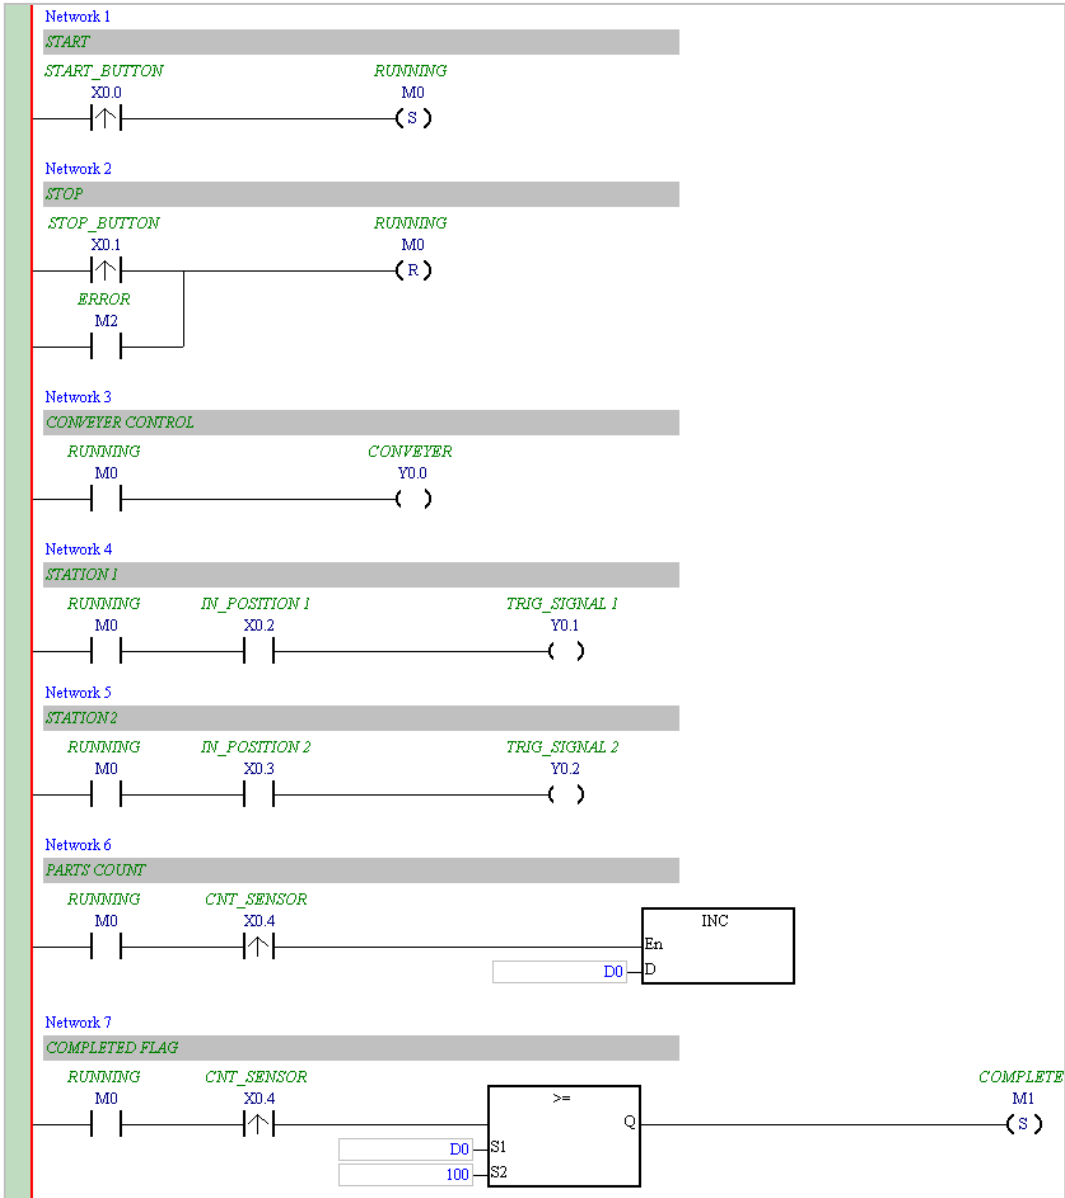 Network 1
START
START_BUTTON RUNNING
X0.0 M0
S
Network 2
STOP
STOP_BUTTON RUNNING
X0.1 M0
R
ERROR
M2
Network 3
CONVEYER CONTROL
RUNNING CONVEYER
M0 Y0.0
Network 4
STATION 1
RUNNING IN_POSITION 1 TRIG_SIGNAL 1
M0 X0.2 Y0.1
Network 5
STATION 2
RUNNING IN_POSITION 2 TRIG_SIGNAL 2
M0 X0.3 Y0.2
Network 6
PARTS COUNT
RUNNING CNT_SENSOR
M0 X0.4 INC
En
D0 D
Network 7
COMPLETED FLAG
RUNNING CNT_SENSOR COMPLETE
M0 X0.4 >= M1
Q S
D0 S1
100 S2